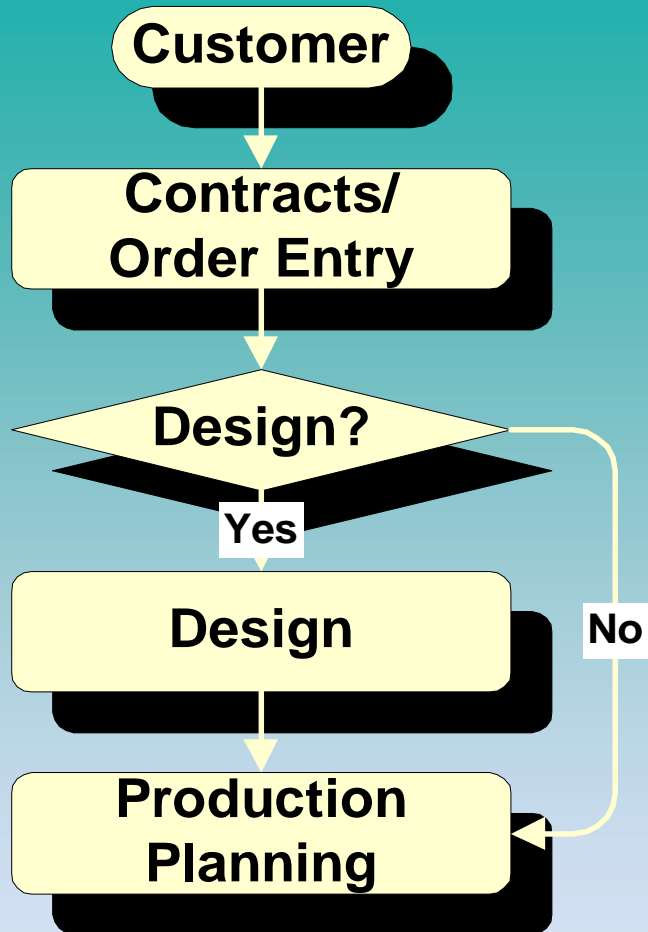 Customer
Contracts/
Order Entry
Design?
Yes
Design
No
Production
Planning